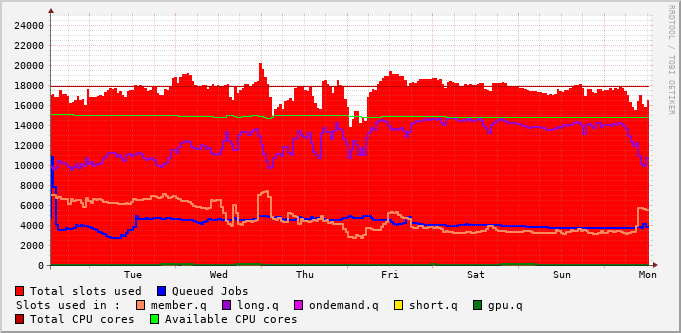 24000
22000
20000
18000
16000
14000
12000
10000
8000
6000
4000
2000
0
Tue Wed Thu Fri Sat Sun Mon
Total slots used Queued Jobs
Slots used in : member.q long.q ondemand.q short.q gpu.q
Total CPU cores Available CPU cores
RRDTOOL / TOBI OETIKER